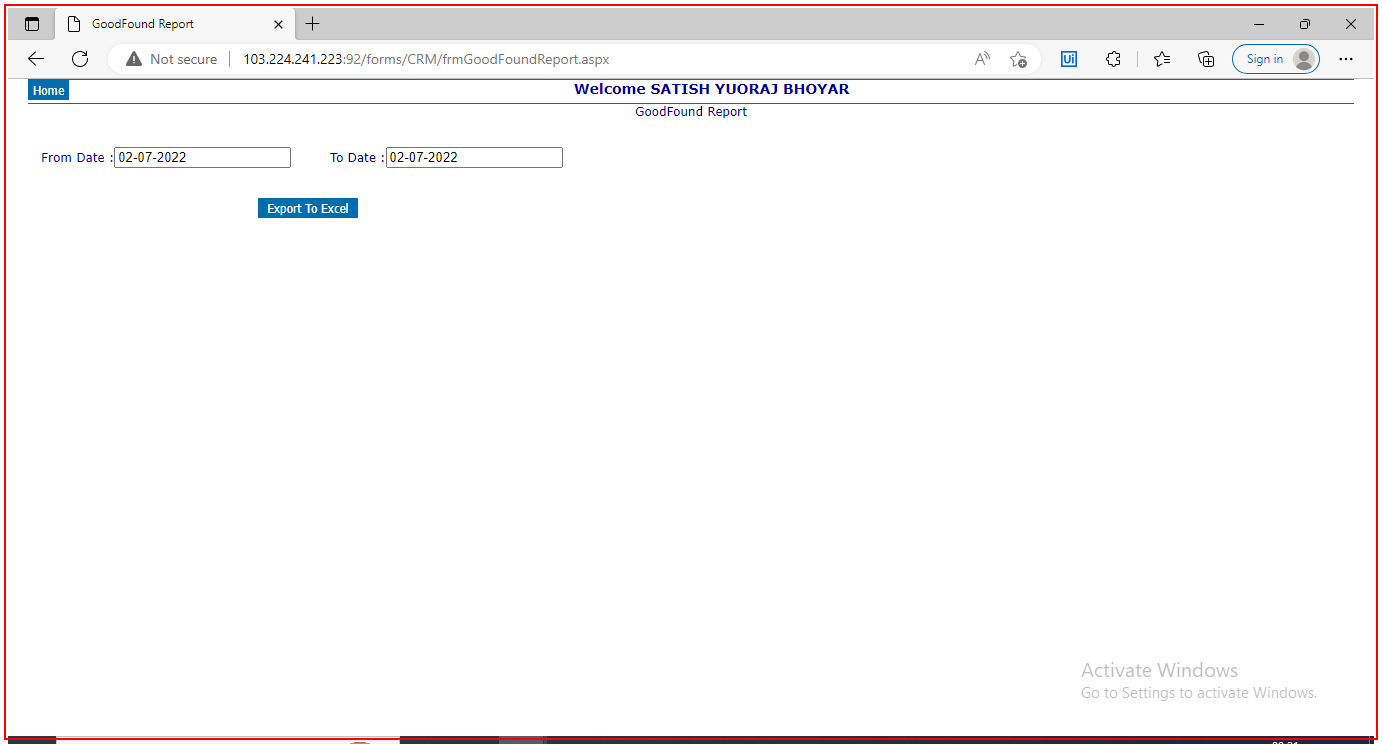 GoodFound Report
Not secure 103.224.241.223:92/forms/CRM/frmGoodFoundReport.aspx Sign in
Home Welcome SATISH YUORAJ BHOYAR
GoodFound Report
From Date : 02-07-2022 To Date : 02-07-2022
Export To Excel
Activate Windows
Go to Settings to activate Windows.